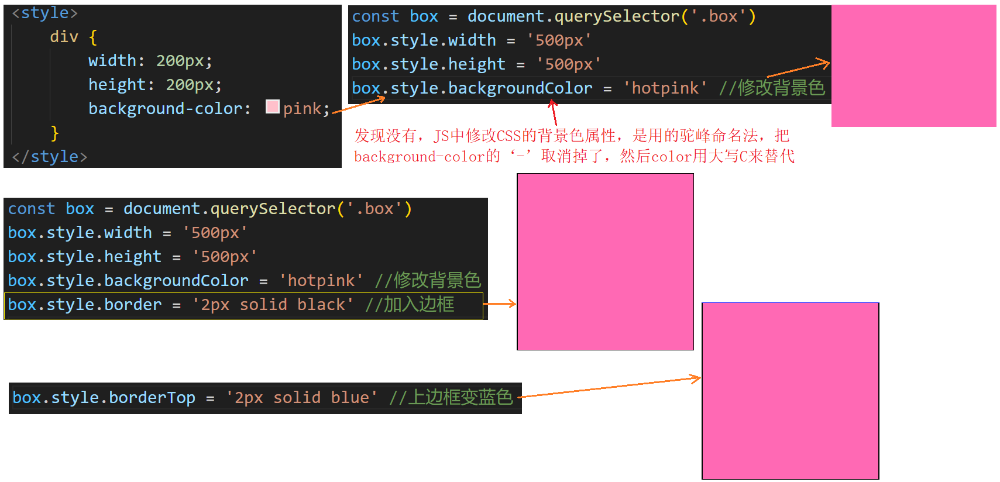 <style>
div {
width: 200px;
height: 200px;
background-color: pink;
}
</style>
const box = document.querySelector('.box')
box.style.width = '500px'
box.style.height = '500px'
box.style.backgroundColor = 'hotpink' //修改背景色
发现没有，JS中修改CSS的背景色属性，是用的驼峰命名法，把
background-color的‘-’取消掉了，然后color用大写C来替代
const box = document.querySelector('.box')
box.style.width = '500px'
box.style.height = '500px'
box.style.backgroundColor = 'hotpink' //修改背景色
box.style.border = '2px solid black' //加入边框
box.style.borderTop = '2px solid blue' //上边框变蓝色